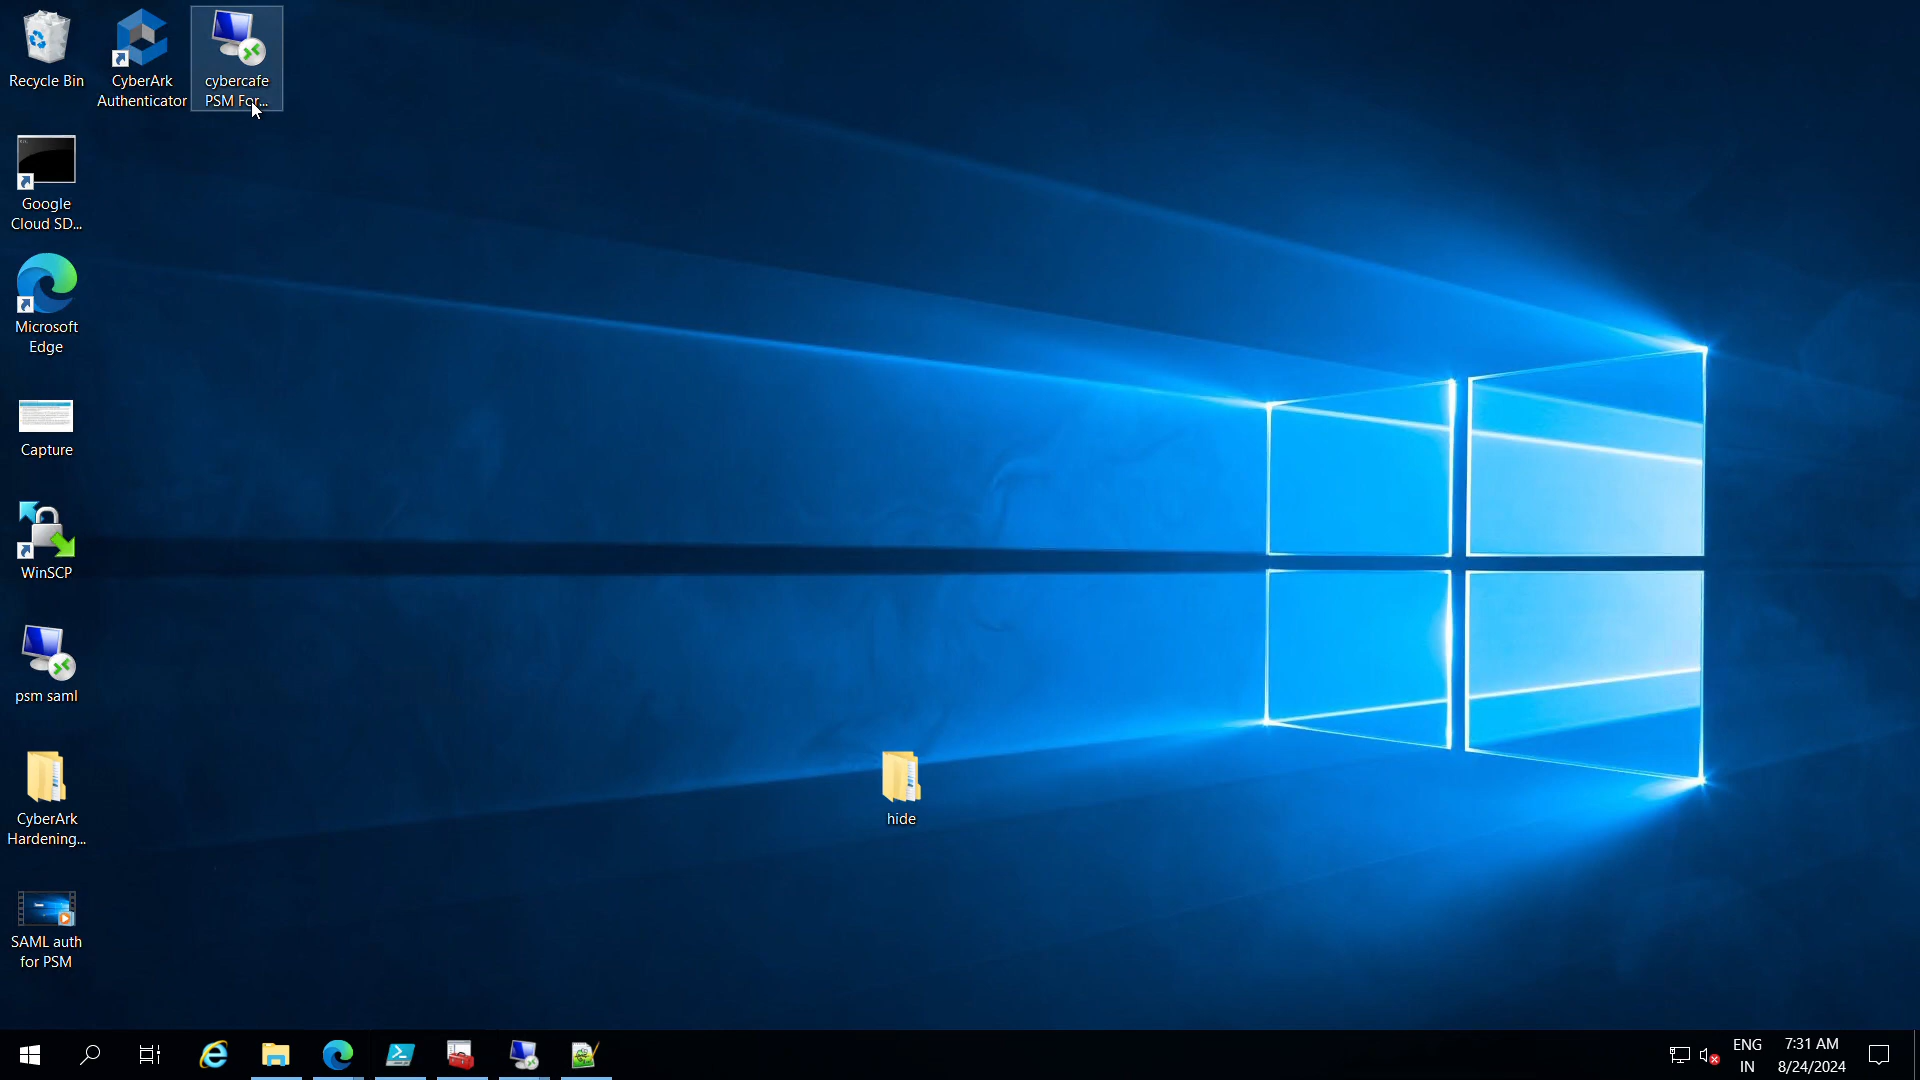 Recycle Bin
CyberArk
Authenticator
cybercafe
PSM For...
Google
Cloud SD...
Microsoft
Edge
Capture
WinSCP
psm saml
CyberArk
Hardening...
hide
SAML auth
for PSM
ENG
IN
7:31 AM
8/24/2024